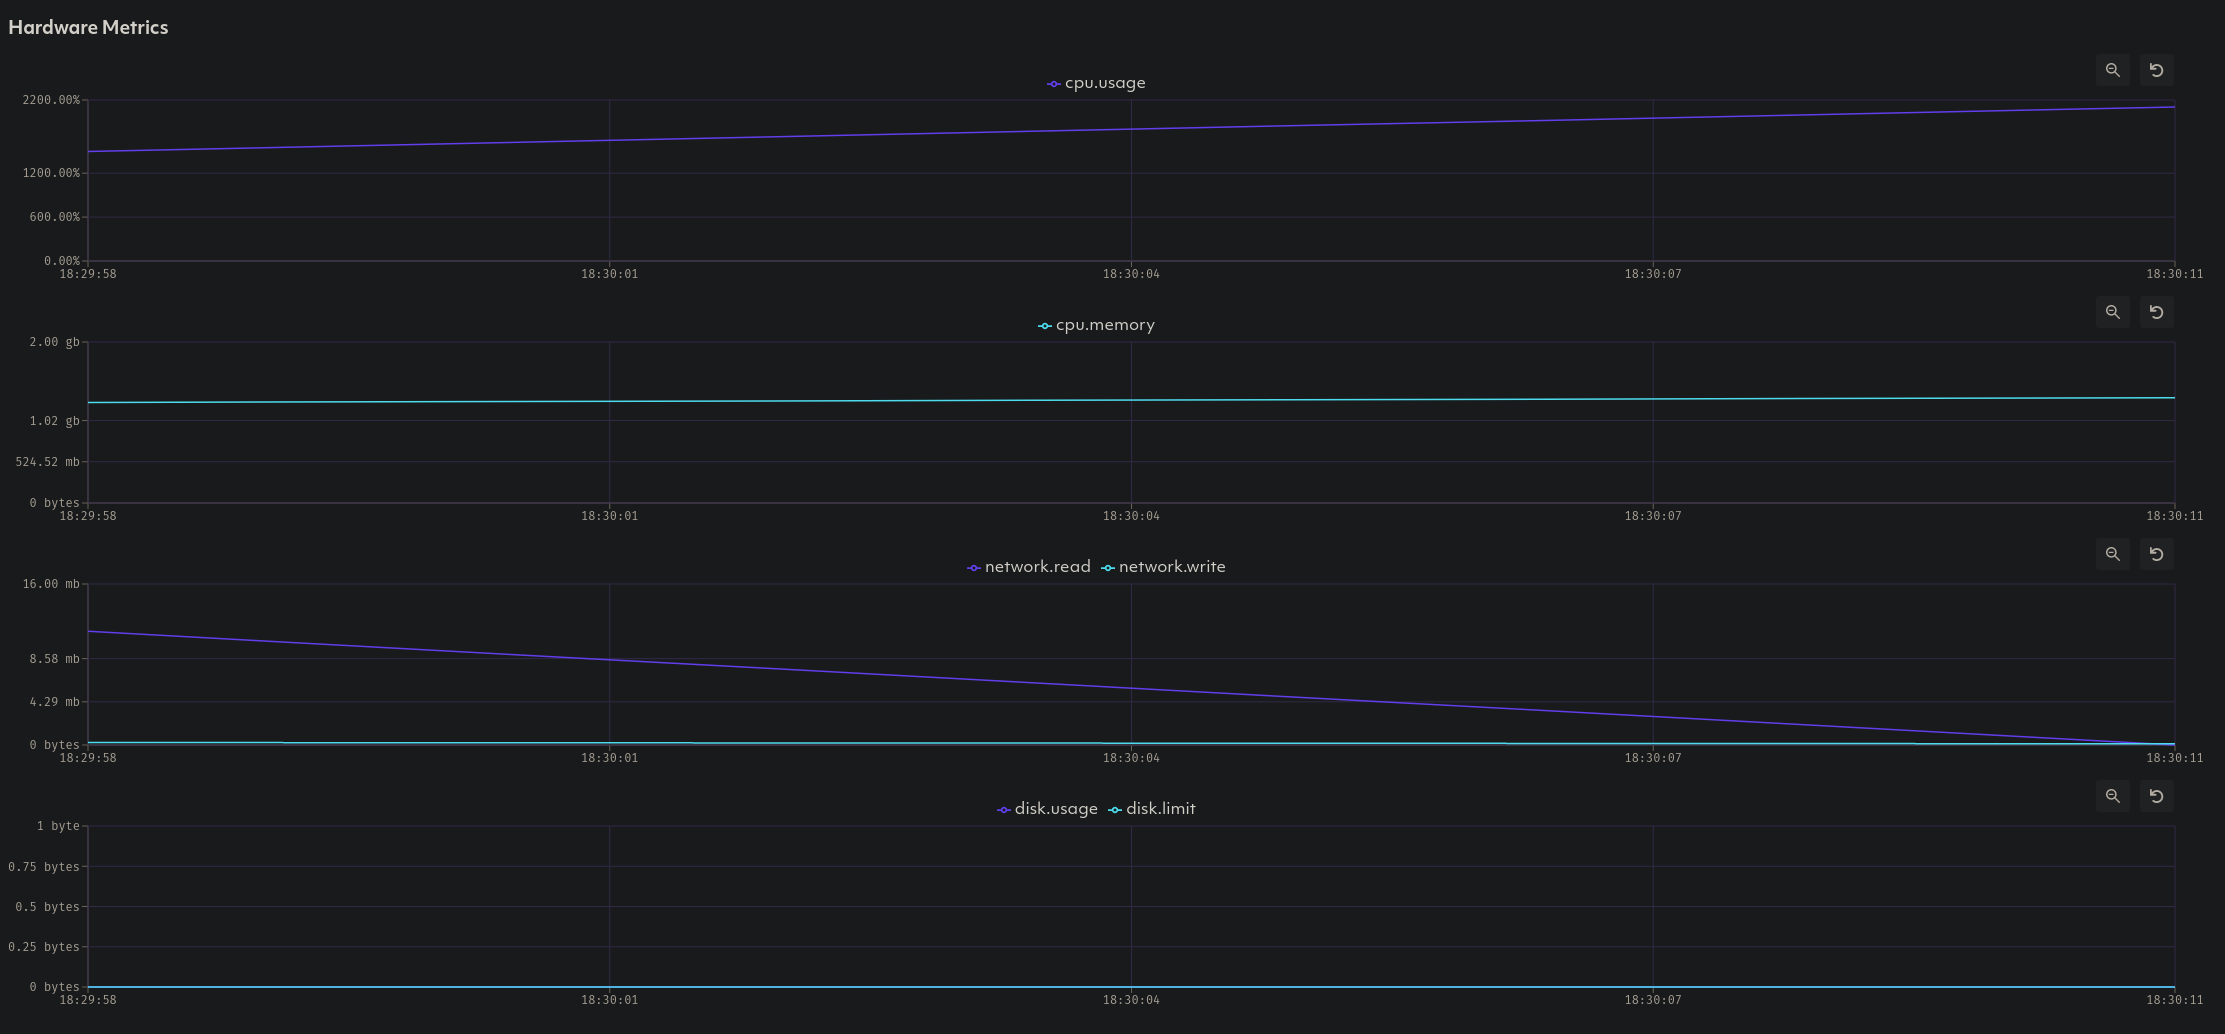 Hardware Metrics
cpu.usage
2200.00%
1200.00%
600.00%
0.00%
18:29:58 18:30:01 18:30:04 18:30:07 18:30:11
cpu.memory
2.00 gb
1.02 gb
524.52 mb
0 bytes
18:29:58 18:30:01 18:30:04 18:30:07 18:30:11
network.read network.write
16.00 mb
8.58 mb
4.29 mb
0 bytes
18:29:58 18:30:01 18:30:04 18:30:07 18:30:11
disk.usage disk.limit
1 byte
0.75 bytes
0.5 bytes
0.25 bytes
0 bytes
18:29:58 18:30:01 18:30:04 18:30:07 18:30:11